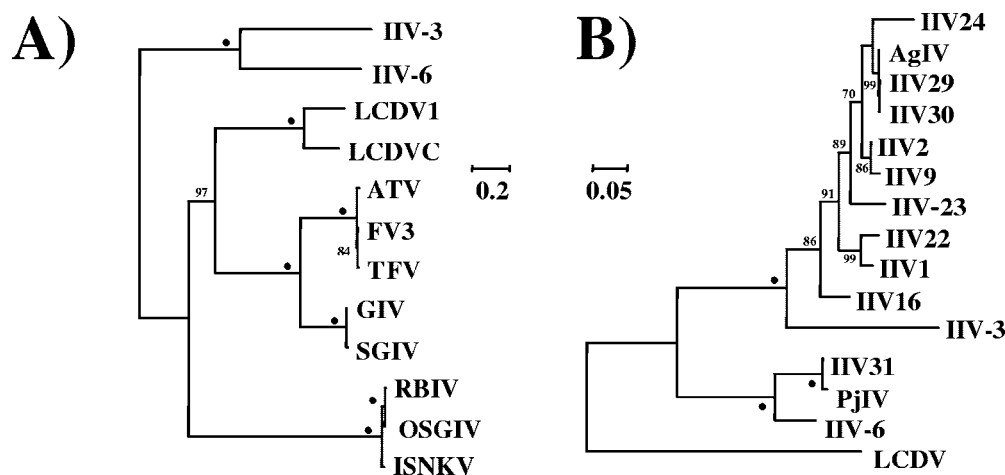 A)
IIV-3
IIV-6
LCDV1
LCDVC
97
ATV
FV3
84
TFV
GIV
SGIV
RBIV
OSGIV
ISNKV
0.2
B)
IIV24
AgIV
99
IIV29
70
IIV30
89
IIV2
86
IIV9
91
IIV-23
IIV22
86
99
IIV1
IIV16
IIV-3
IIV31
PjIV
IIV-6
LCDV
0.05